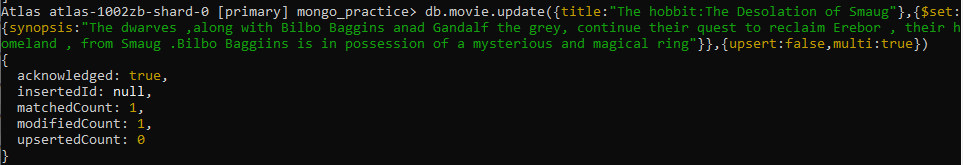 Atlas atlas-1002zb-shard-0 [primary] mongo_practice> db.movie.update({title:"The hobbit:The Desolation of Smaug"},{$set:
{synopsis:"The dwarves ,along with Bilbo Baggins anad Gandalf the grey, continue their quest to reclaim Erebor , their h
omeland , from Smaug .Bilbo Baggiins is in possession of a mysterious and magical ring"}},{upsert:false,multi:true})
{
  acknowledged: true,
  insertedId: null,
  matchedCount: 1,
  modifiedCount: 1,
  upsertedCount: 0
}